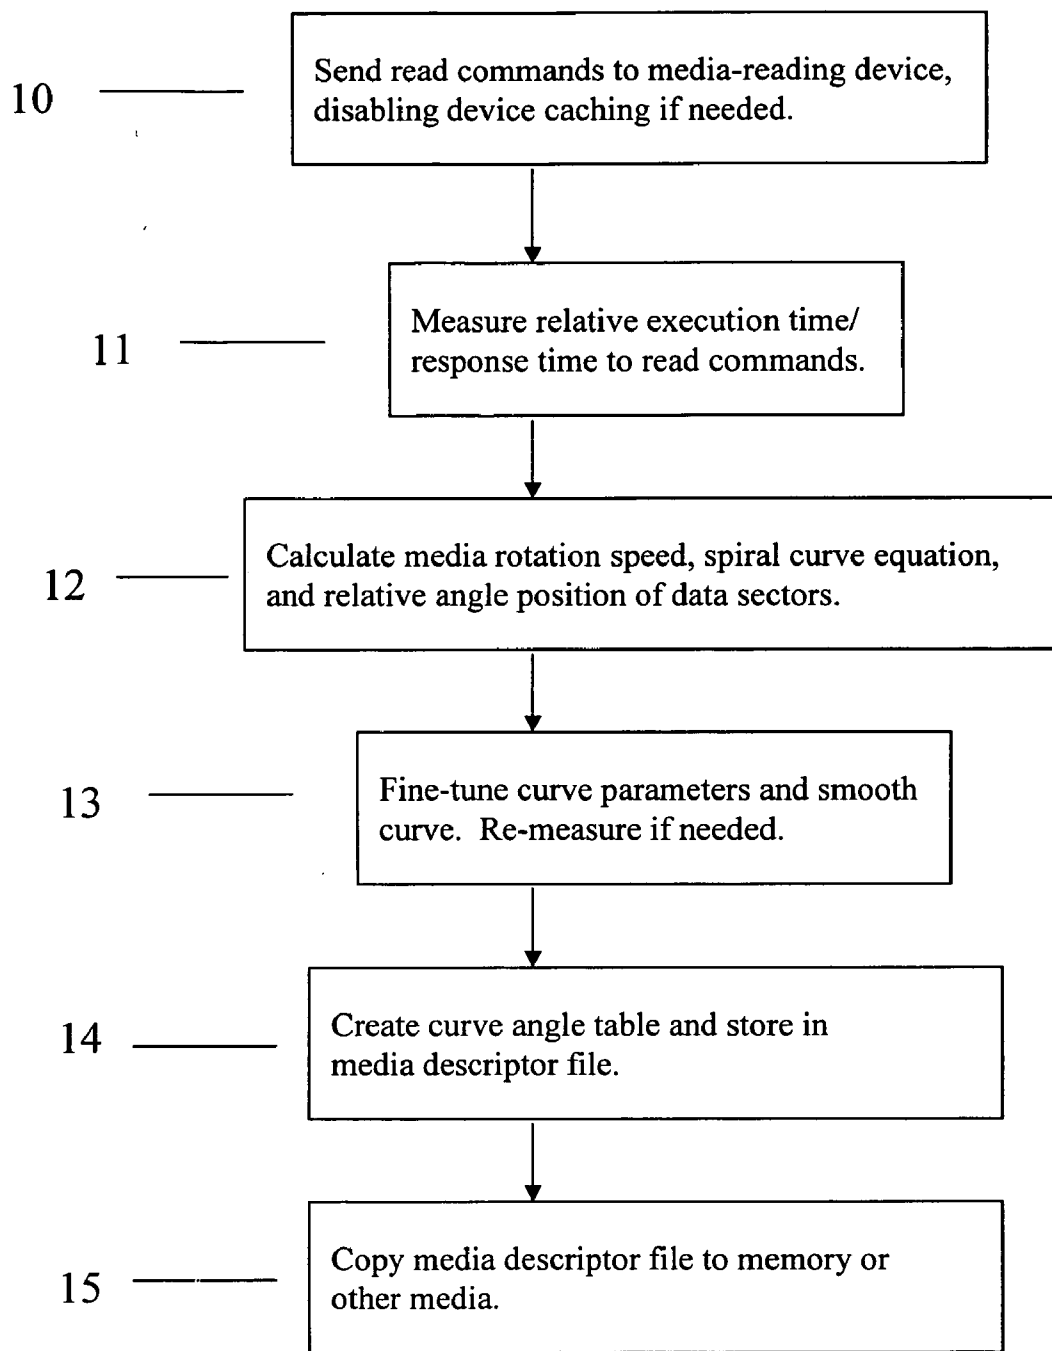 10
Send read commands to media-reading device,
disabling device caching if needed.
11
Measure relative execution time/
response time to read commands.
12
Calculate media rotation speed, spiral curve equation,
and relative angle position of data sectors.
13
Fine-tune curve parameters and smooth
curve.  Re-measure if needed.
14
Create curve angle table and store in
media descriptor file.
15
Copy media descriptor file to memory or
other media.